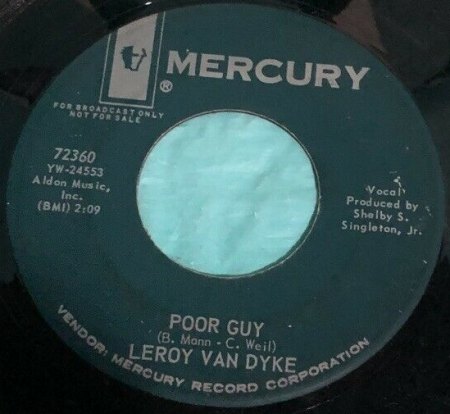 MERCURY
®
FOR BROADCAST ONLY
NOT FOR SALE
72360
YW-24553
Aldon Music,
Inc.
(BMI) 2:09
Vocal
Produced by
Shelby S.
Singleton, Jr.
POOR GUY
(B. Mann - C. Weil)
LEROY VAN DYKE
VENDOR: MERCURY RECORD CORPORATION